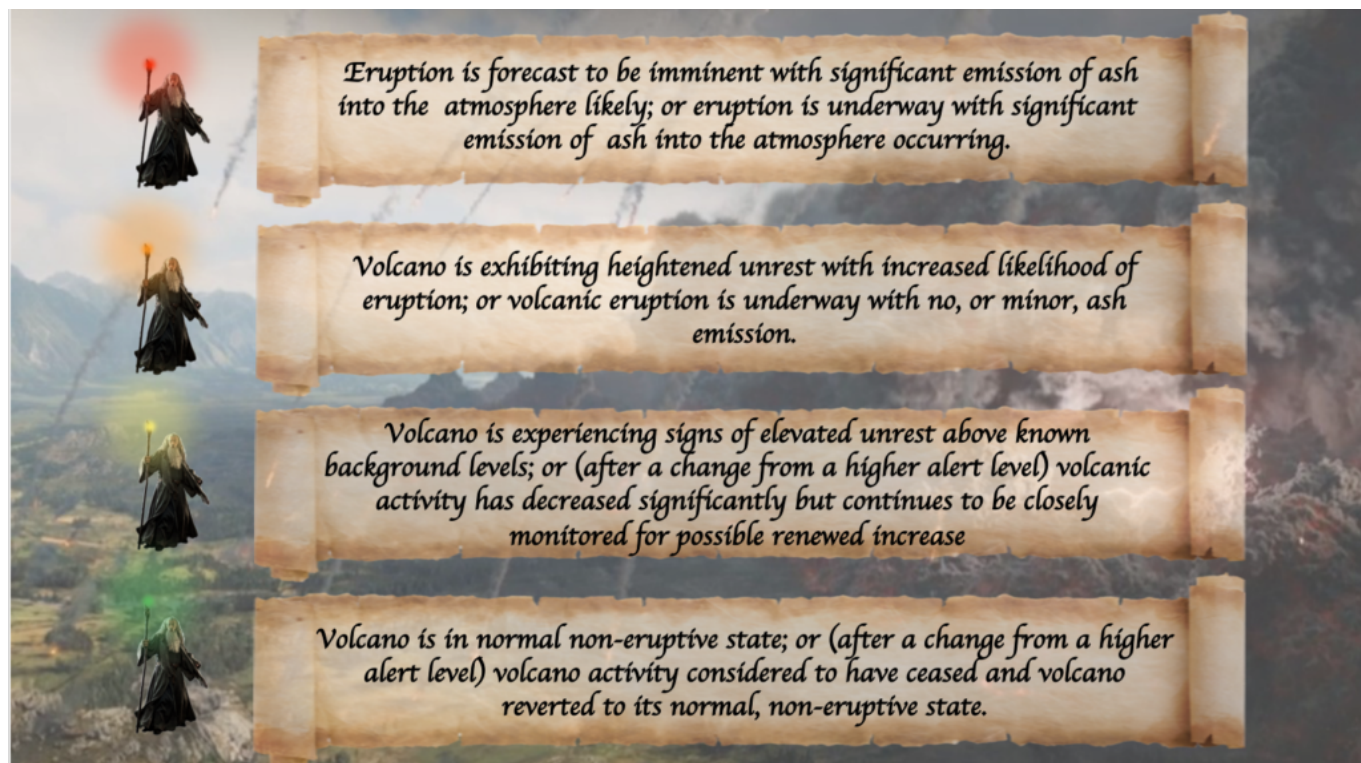 Eruption is forecast to be imminent with significant emission of ash
into the atmosphere likely; or eruption is underway with significant
emission of ash into the atmosphere occurring.
Volcano is exhibiting heightened unrest with increased likelihood of
eruption; or volcanic eruption is underway with no, or minor, ash
emission.
Volcano is experiencing signs of elevated unrest above known
background levels; or (after a change from a higher alert level) volcanic
activity has decreased significantly but continues to be closely
monitored for possible renewed increase
Volcano is in normal non-eruptive state; or (after a change from a higher
alert level) volcano activity considered to have ceased and volcano
reverted to its normal, non-eruptive state.